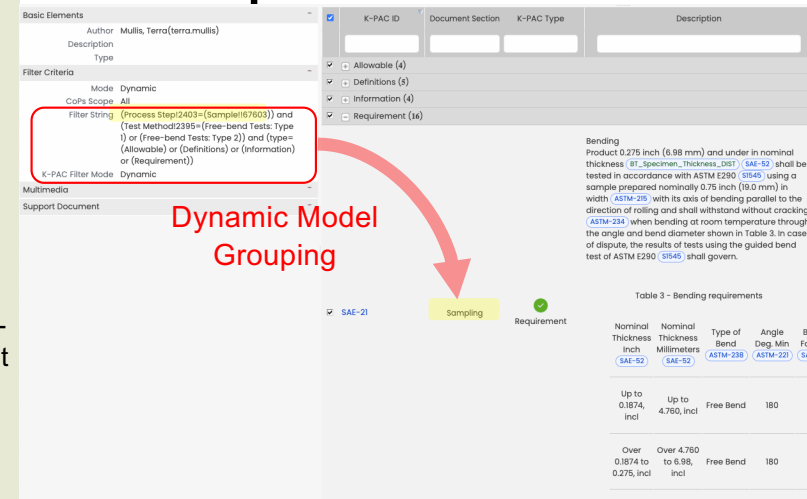 Basic Elements
Author Mullis, Terra(terra.mullis)
Description
Type
Filter Criteria
Mode Dynamic
CoPs Scope All
Filter String (Process Step!2403=(Sample!!67603)) and
(Test Method!2395=(Free-bend Tests: Type
1) or (Free-bend Tests: Type 2)) and (type=
(Allowable) or (Definitions) or (Information)
or (Requirement))
K-PAC Filter Mode Dynamic
Multimedia
Support Document
Dynamic Model
Grouping
K-PAC ID Document Section K-PAC Type Description
Allowable (4)
Definitions (5)
Information (4)
Requirement (16)
SAE-21 Sampling Requirement
Bending
Product 0.275 inch (6.98 mm) and under in nominal
thickness BT_Specimen_Thickness_DIST SAE-52 shall be
tested in accordance with ASTM E290 S1545 using a
sample prepared nominally 0.75 inch (19.0 mm) in
width ASTM-215 with its axis of bending parallel to the
direction of rolling and shall withstand without cracking
ASTM-234 when bending at room temperature through
the angle and bend diameter shown in Table 3. In case
of dispute, the results of tests using the guided bend
test of ASTM E290 S1545 shall govern.
Table 3 - Bending requirements
Nominal Nominal
Thickness Thickness Type of Angle
Inch Millimeters Bend Deg. Min
SAE-52 SAE-52 ASTM-238 ASTM-221
Up to
0.1874,
incl
Up to
4.760, incl
Free Bend 180
Over
0.1874 to
0.275, incl
Over 4.760
to 6.98,
incl
Free Bend 180